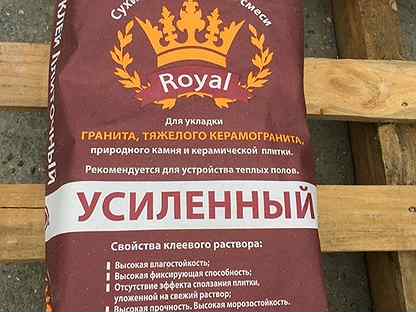 Сухи смеси
Royal
Для укладки
ГРАНИТА, ТЯЖЕЛОГО КЕРАМОГРАНИТА,
природного камня и керамической плитки.
Рекомендуется для устройства теплых полов.
УСИЛЕННЫЙ
Свойства клеевого раствора:
Высокая влагостойкость;
Высокая фиксирующая способность;
Отсутствие эффекта сползания плитки,
уложенной на свежий раствор;
Высокая прочность. Высокая морозостойкость.
КЛЕЙ ПЛИТОЧНЫЙ